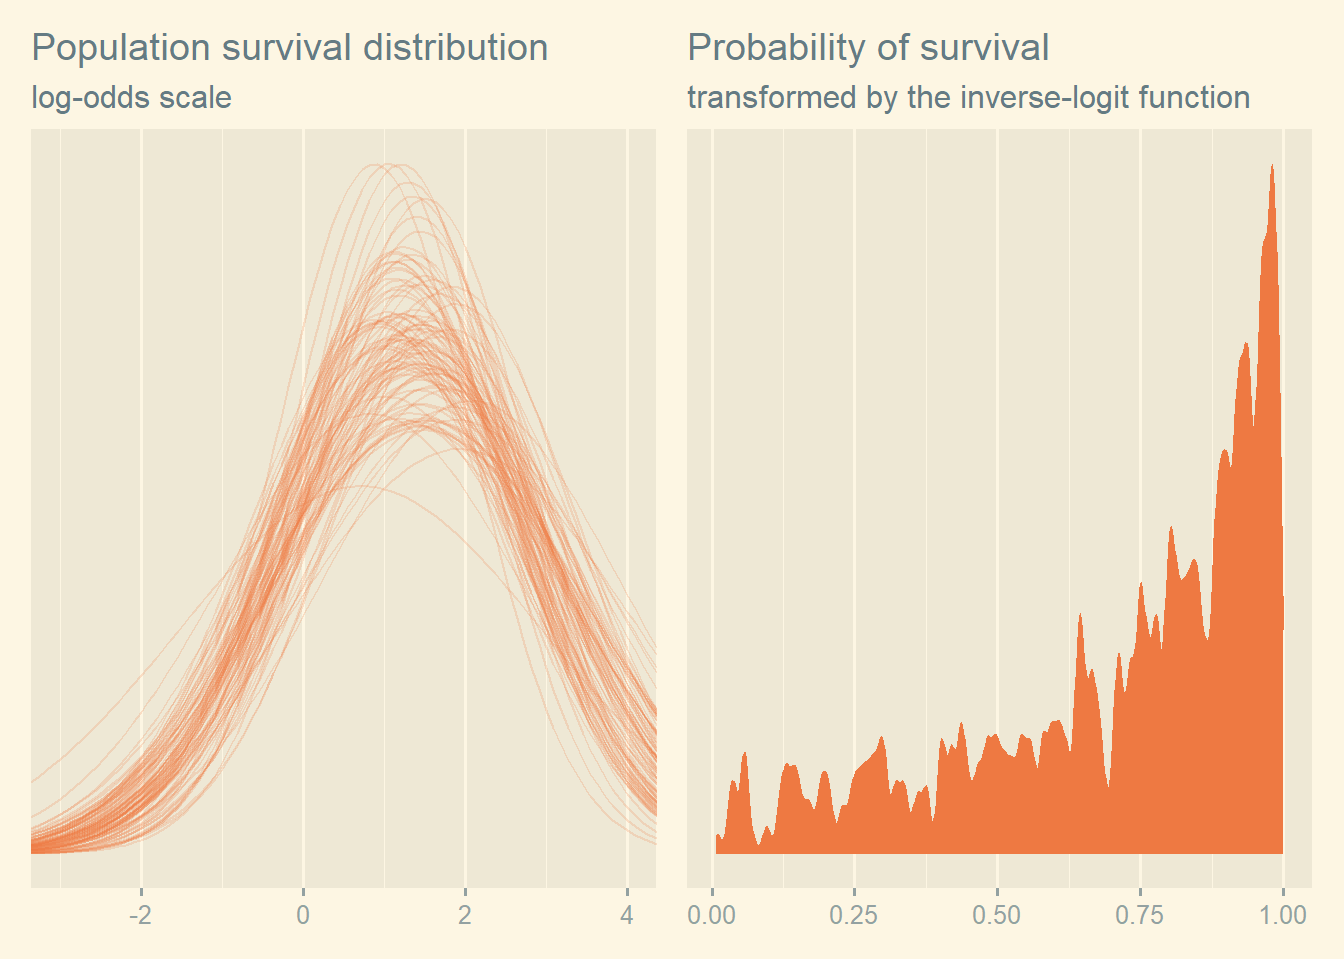 Population survival distribution
log-odds scale
-2 0 2 4
Probability of survival
transformed by the inverse-logit function
0.00 0.25 0.50 0.75 1.00